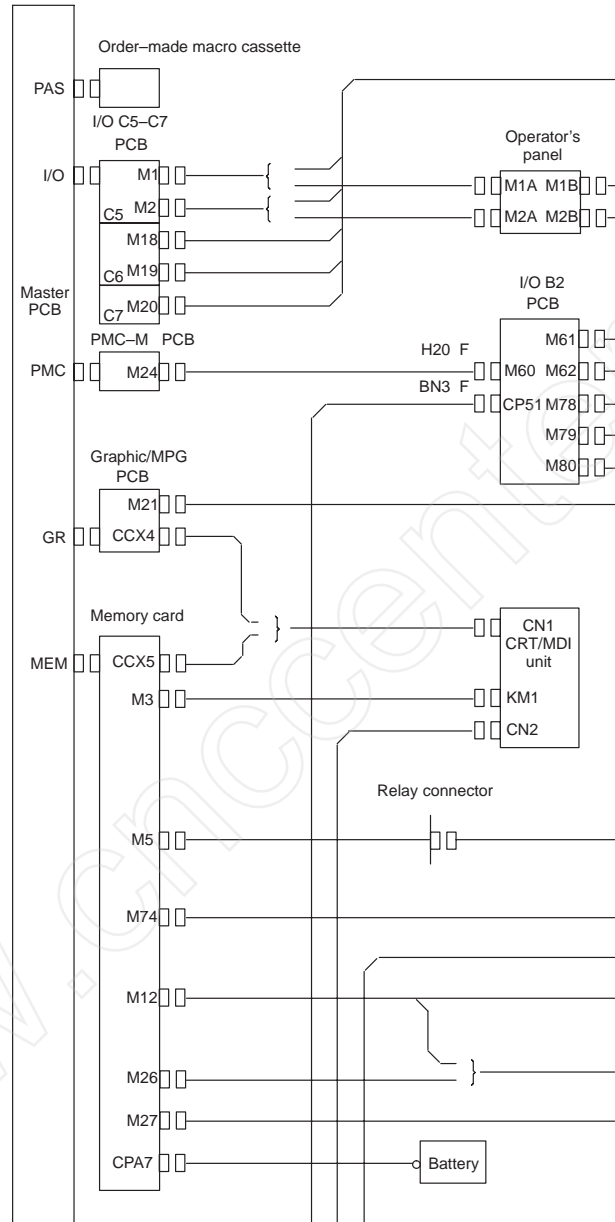 Order–made macro cassette
PAS
I/O C5–C7
PCB
I/O
M1
M2
C5
M18
M19
C6
M20
C7
Operator's
panel
M1A M1B
M2A M2B
Master
PCB
I/O B2
PCB
M61
M60 M62
CP51 M78
M79
M80
H20 F
BN3 F
PMC–M PCB
PMC
M24
Graphic/MPG
PCB
M21
GR
CCX4
Memory card
MEM
CCX5
M3
CN1
CRT/MDI
unit
KM1
CN2
Relay connector
M5
M74
M12
M26
M27
CPA7
Battery
www.cnccente